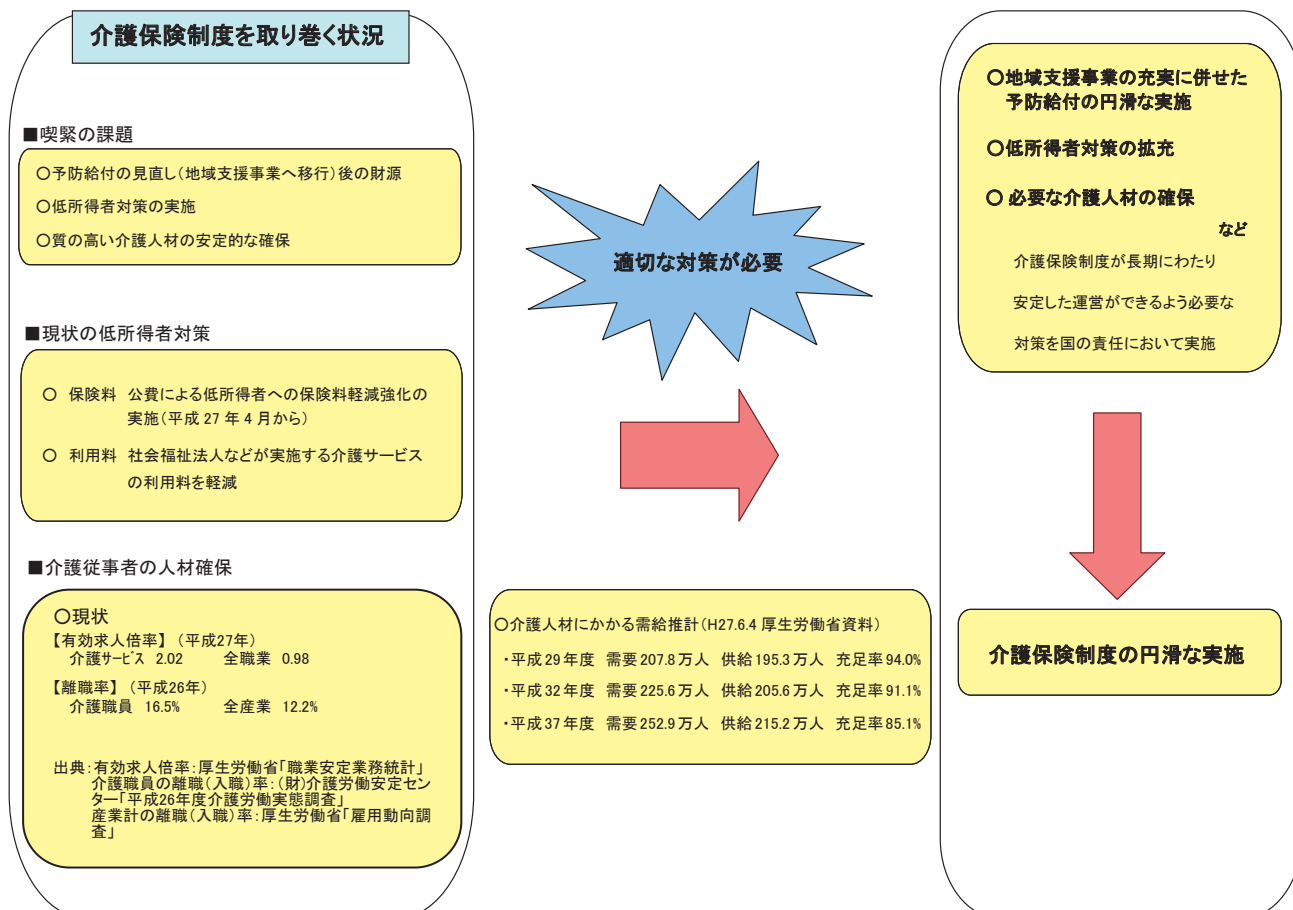 介護保険制度を取り巻く状況
■喫緊の課題
○予防給付の見直し(地域支援事業へ移行)後の財源
○低所得者対策の実施
○質の高い介護人材の安定的な確保
■現状の低所得者対策
○ 保険料 公費による低所得者への保険料軽減強化の
実施(平成 27 年 4 月から)
○ 利用料 社会福祉法人などが実施する介護サービス
の利用料を軽減
■介護従事者の人材確保
○現状
【有効求人倍率】 (平成27年)
介護サービス 2.02 全職業 0.98
【離職率】 (平成26年)
介護職員 16.5% 全産業 12.2%
出典:有効求人倍率:厚生労働省「職業安定業務統計」
介護職員の離職(入職)率:(財)介護労働安定セン
ター「平成26年度介護労働実態調査」
産業計の離職(入職)率:厚生労働省「雇用動向調
査」
適切な対策が必要
○介護人材にかかる需給推計(H27.6.4 厚生労働省資料)
・平成 29 年度 需要 207.8 万人 供給 195.3 万人 充足率 94.0%
・平成 32 年度 需要 225.6 万人 供給 205.6 万人 充足率 91.1%
・平成 37 年度 需要 252.9 万人 供給 215.2 万人 充足率 85.1%
○地域支援事業の充実に併せた
予防給付の円滑な実施
○低所得者対策の拡充
○ 必要な介護人材の確保
など
介護保険制度が長期にわたり
安定した運営ができるよう必要な
対策を国の責任において実施
介護保険制度の円滑な実施